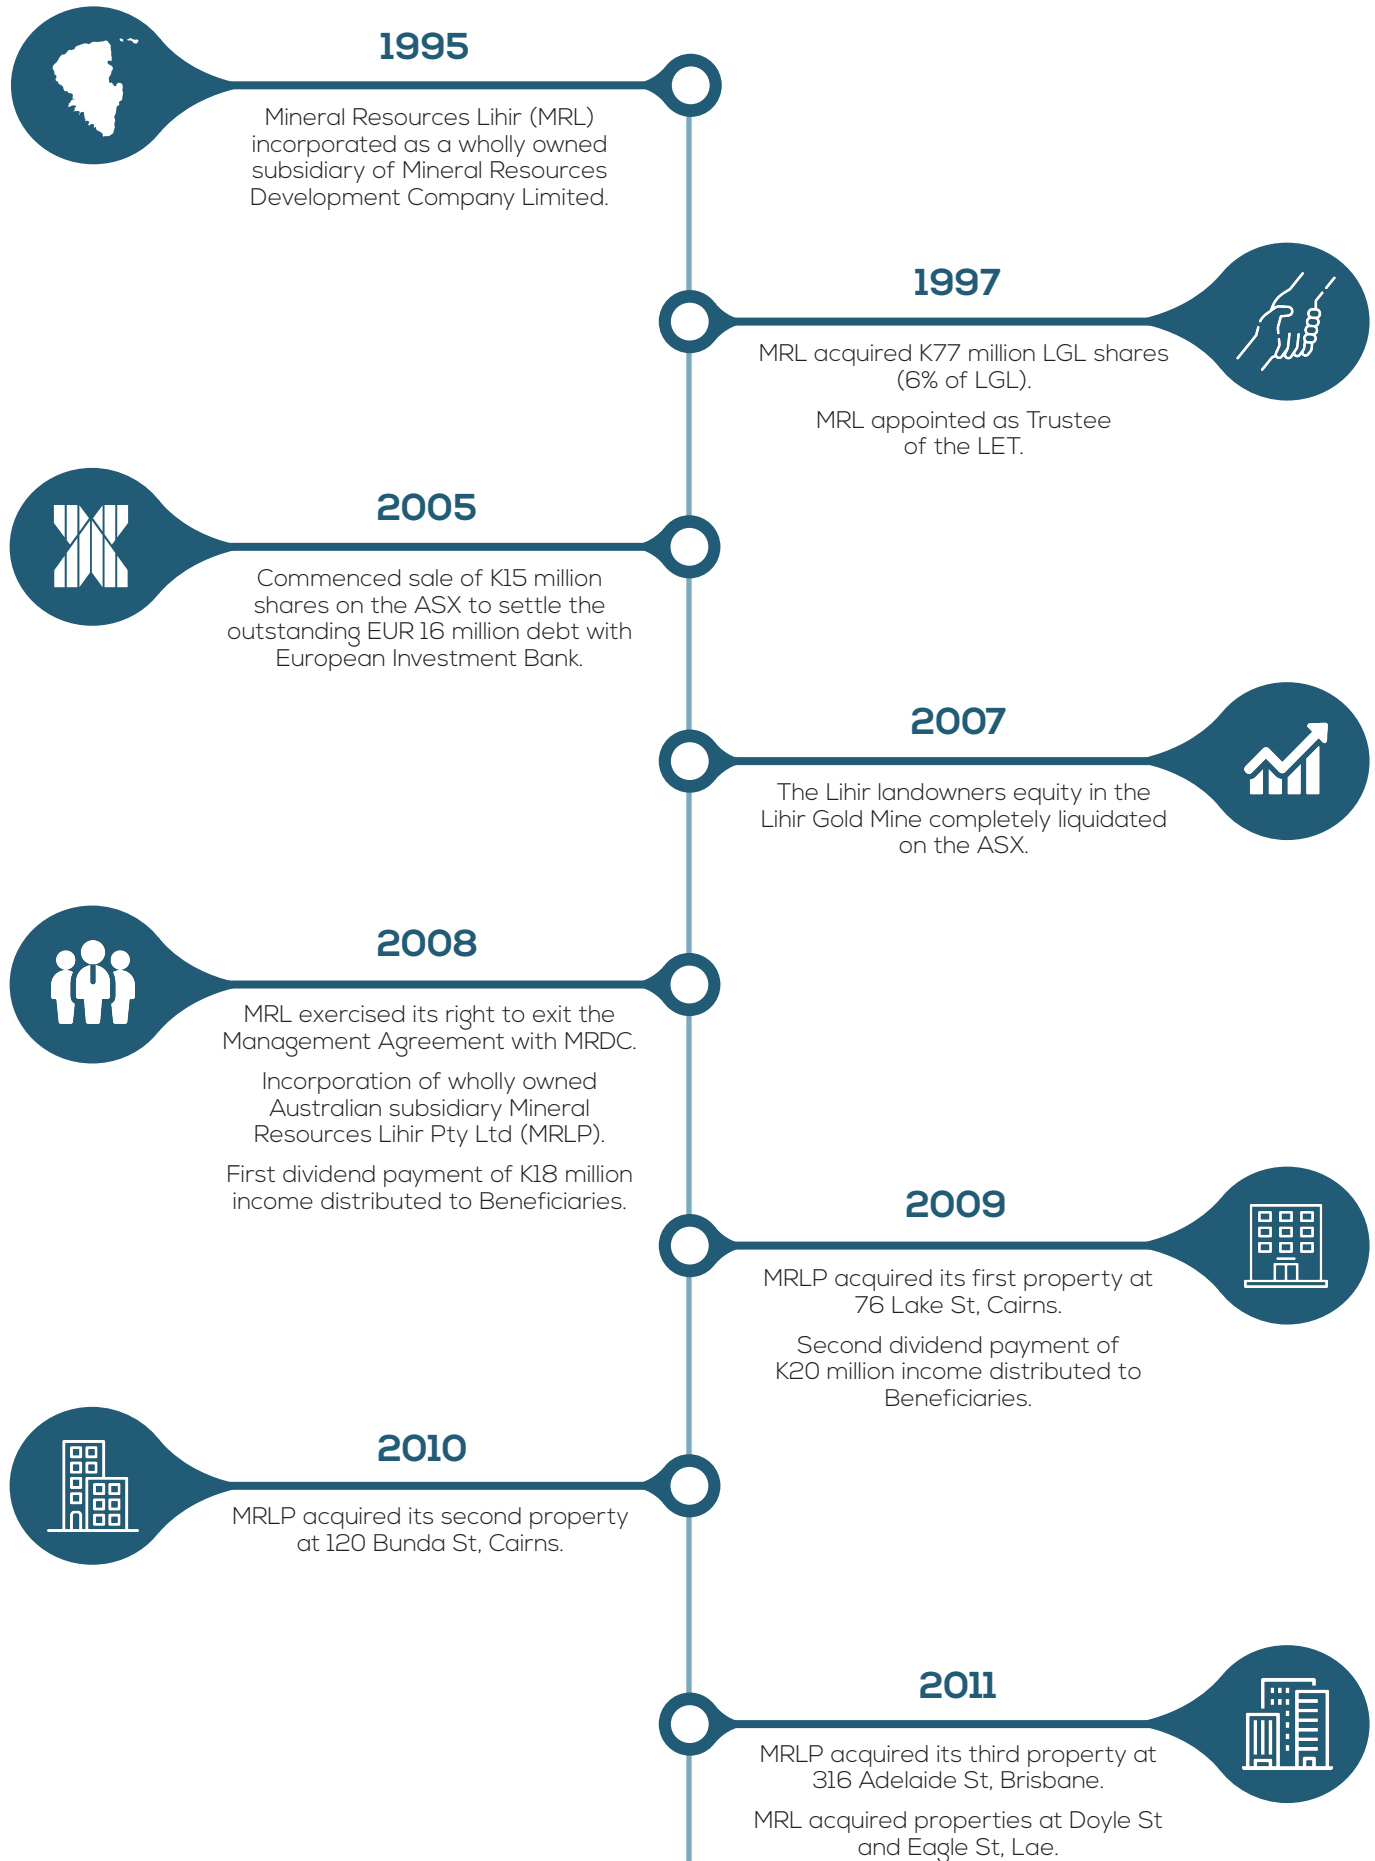 1995
Mineral Resources Lihir (MRL)
incorporated as a wholly owned
subsidiary of Mineral Resources
Development Company Limited.
1997
MRL acquired K77 million LGL shares
(6% of LGL).
MRL appointed as Trustee
of the LET.
2005
Commenced sale of K15 million
shares on the ASX to settle the
outstanding EUR 16 million debt with
European Investment Bank.
2007
The Lihir landowners equity in the
Lihir Gold Mine completely liquidated
on the ASX.
2008
MRL exercised its right to exit the
Management Agreement with MRDC.
Incorporation of wholly owned
Australian subsidiary Mineral
Resources Lihir Pty Ltd (MRLP).
First dividend payment of K18 million
income distributed to Beneficiaries.
2009
MRLP acquired its first property at
76 Lake St, Cairns.
Second dividend payment of
K20 million income distributed to
Beneficiaries.
2010
MRLP acquired its second property
at 120 Bunda St, Cairns.
2011
MRLP acquired its third property at
316 Adelaide St, Brisbane.
MRL acquired properties at Doyle St
and Eagle St, Lae.